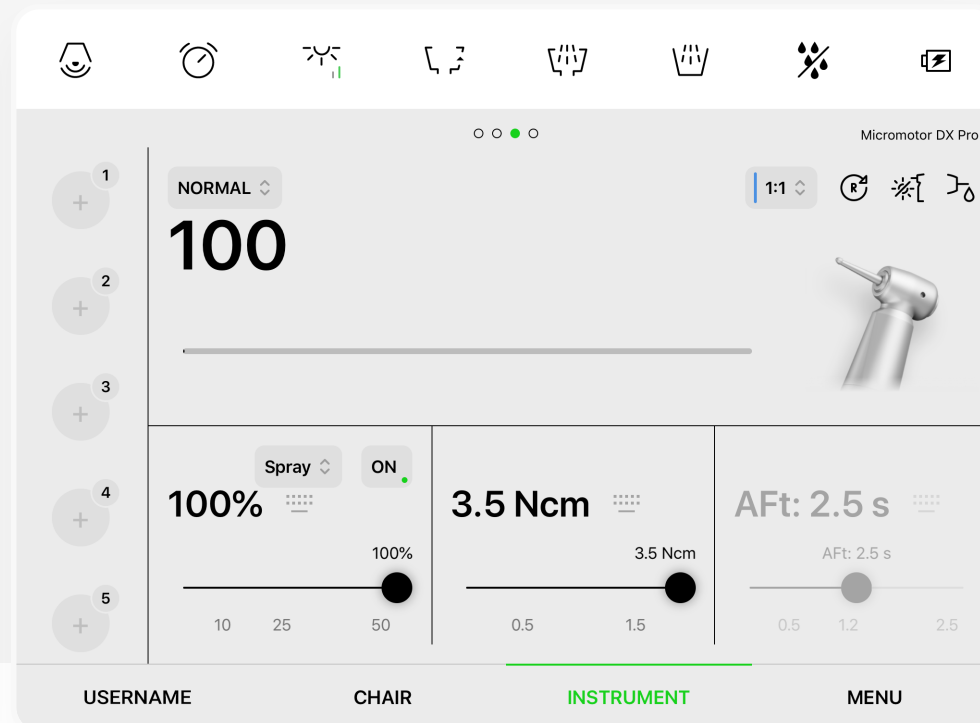 Micromotor DX Pro
1
NORMAL
1:1
R
100
2
3
4
5
Spray
ON
100%
3.5 Ncm
AFt: 2.5 s
100%
3.5 Ncm
AFt: 2.5 s
10 25 50
0.5 1.5
0.5 1.2 2.5
USERNAME CHAIR INSTRUMENT MENU